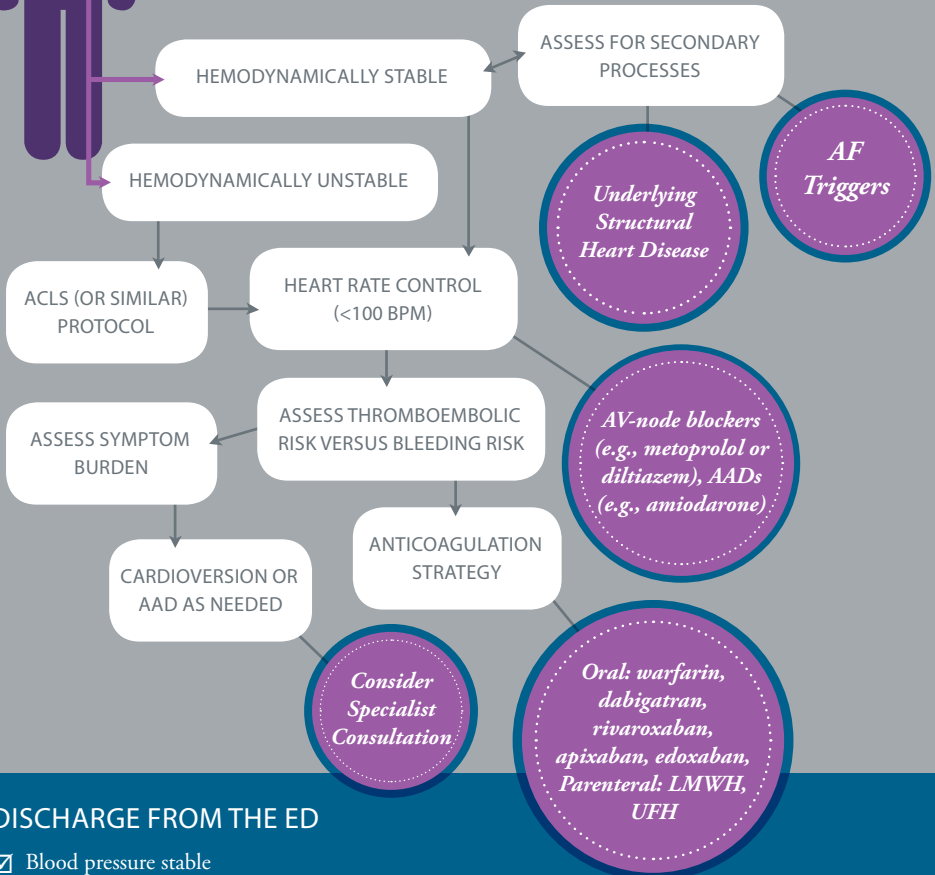 ASSESS FOR SECONDARY
PROCESSES
HEMODYNAMICALLY STABLE
AF
Triggers
HEMODYNAMICALLY UNSTABLE
Underlying
Structural
Heart Disease
ACLS (OR SIMILAR)
PROTOCOL
HEART RATE CONTROL
(<100 BPM)
ASSESS SYMPTOM
BURDEN
ASSESS THROMBOEMBOLIC
RISK VERSUS BLEEDING RISK
AV-node blockers
(e.g., metoprolol or
diltiazem), AADs
(e.g., amiodarone)
CARDIOVERSION OR
AAD AS NEEDED
ANTICOAGULATION
STRATEGY
Consider
Specialist
Consultation
Oral: warfarin,
dabigatran,
rivaroxaban,
apixaban, edoxaban,
Parenteral: LMWH,
UFH
DISCHARGE FROM THE ED
Blood pressure stable